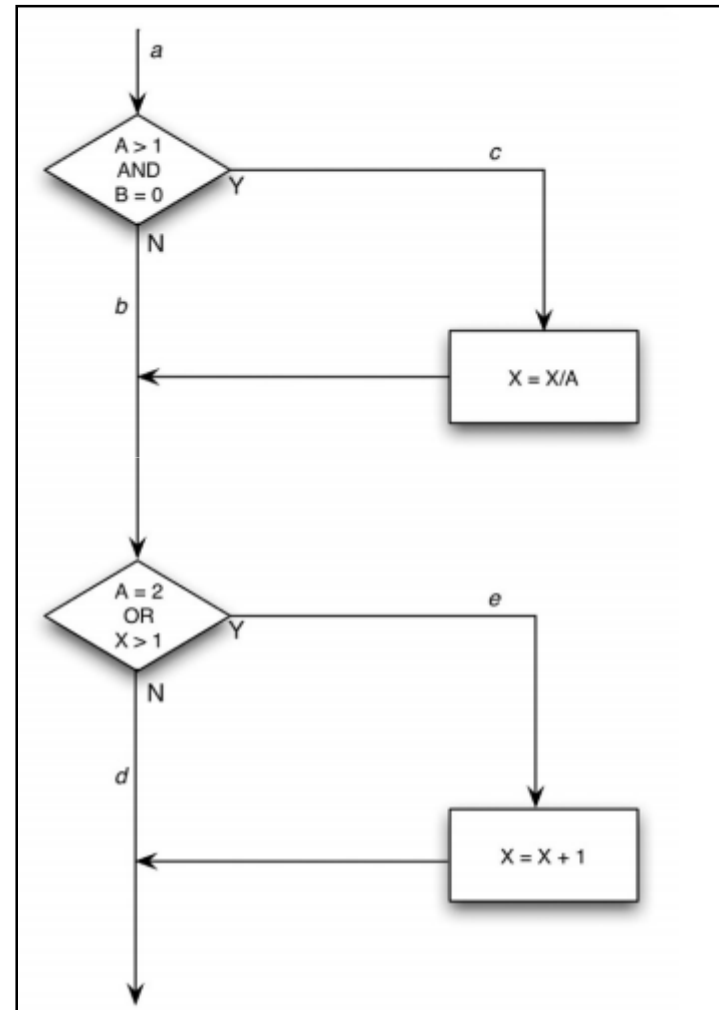 a
A > 1
AND
B = 0
Y
c
N
b
X = X/A
A = 2
OR
X > 1
Y
e
N
d
X = X + 1